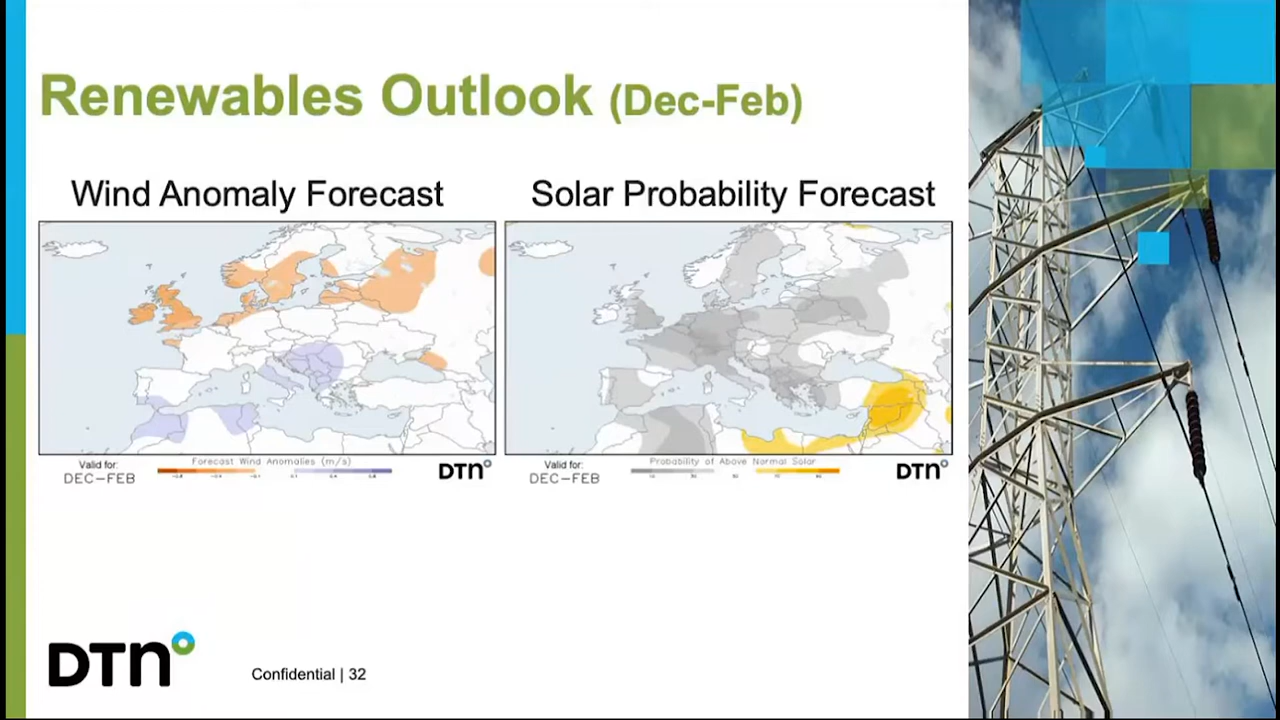 Renewables Outlook (Dec-Feb)
Wind Anomaly Forecast
Solar Probability Forecast
Valid for:
DEC-FEB
Forecast Wind Anomalies (m/s)
DTN
Valid for:
DEC-FEB
Probability of Above Normal Solar
DTN
DTN
Confidential | 32